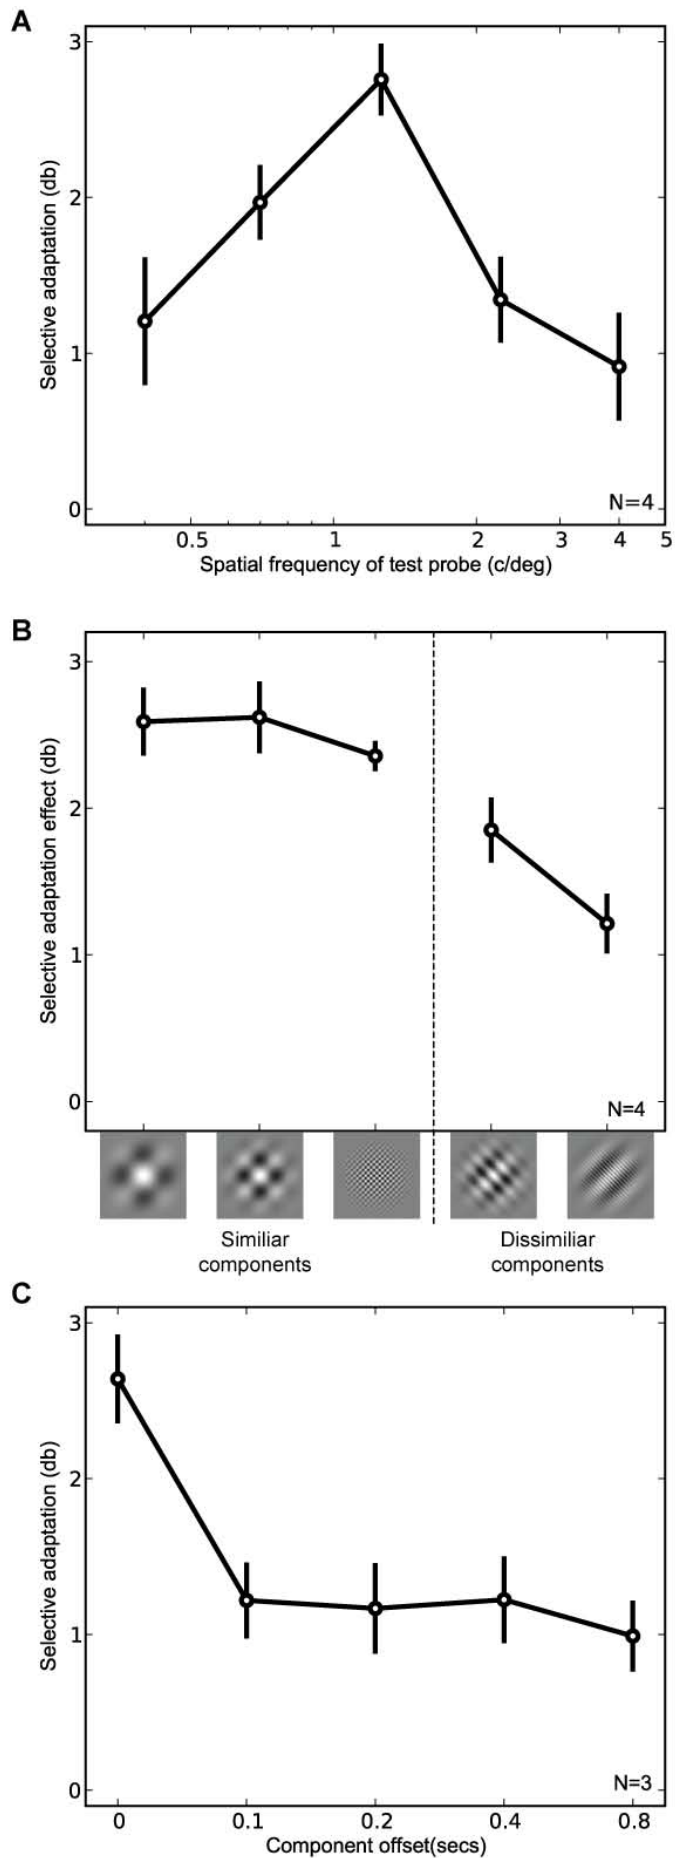 A
3
2
1
0
Selective adaptation (db)
N=4
0.5 1 2 3 4 5
Spatial frequency of test probe (c/deg)
B
3
2
1
0
Selective adaptation effect (db)
N=4
Similiar
components
Dissimiliar
components
C
3
2
1
0
Selective adaptation (db)
N=3
0 0.1 0.2 0.4 0.8
Component offset(secs)